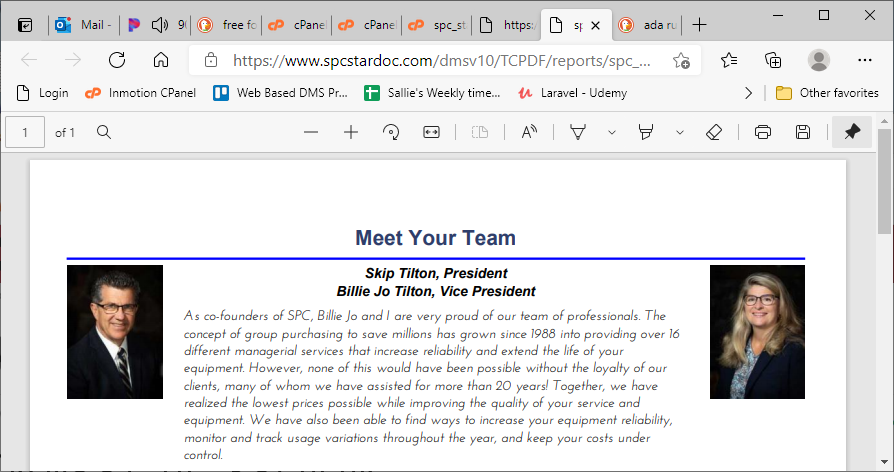 Mail -
9(
free fo
cPane
cPanel
spc_st
https:/
sp
ada ru
https://www.spcstardoc.com/dmsv10/TCPDF/reports/spc_...
Login
cP Inmotion CPanel
Web Based DMS Pr...
Sallie's Weekly time...
Laravel - Udemy
Other favorites
1 of 1
Meet Your Team
Skip Tilton, President
Billie Jo Tilton, Vice President
As co-founders of SPC, Billie Jo and I are very proud of our team of professionals. The
concept of group purchasing to save millions has grown since 1988 into providing over 16
different managerial services that increase reliability and extend the life of your
equipment. However, none of this would have been possible without the loyalty of our
clients, many of whom we have assisted for more than 20 years! Together, we have
realized the lowest prices possible while improving the quality of your service and
equipment. We have also been able to find ways to increase your equipment reliability,
monitor and track usage variations throughout the year, and keep your costs under
control.